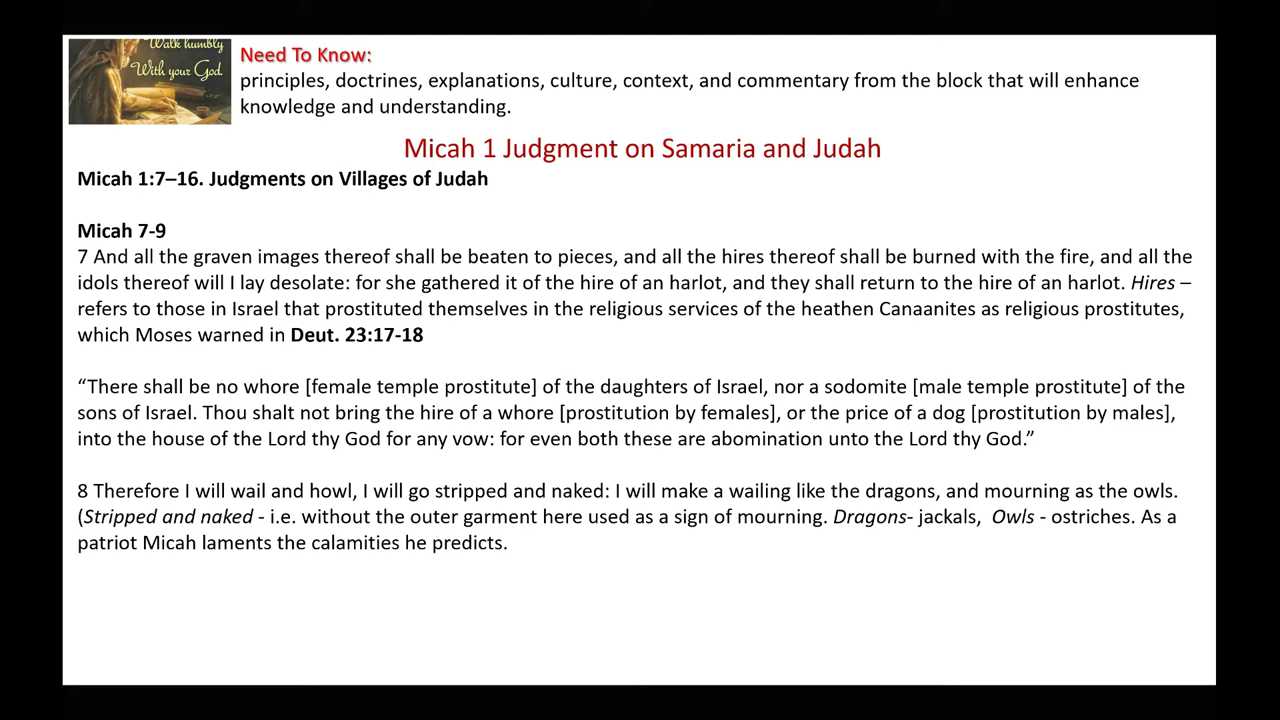 Walk humbly
With your God.
Need To Know:
principles, doctrines, explanations, culture, context, and commentary from the block that will enhance
knowledge and understanding.
Micah 1 Judgment on Samaria and Judah
Micah 1:7–16. Judgments on Villages of Judah
Micah 7-9
7 And all the graven images thereof shall be beaten to pieces, and all the hires thereof shall be burned with the fire, and all the
idols thereof will I lay desolate: for she gathered it of the hire of an harlot, and they shall return to the hire of an harlot. Hires –
refers to those in Israel that prostituted themselves in the religious services of the heathen Canaanites as religious prostitutes,
which Moses warned in Deut. 23:17-18
“There shall be no whore [female temple prostitute] of the daughters of Israel, nor a sodomite [male temple prostitute] of the
sons of Israel. Thou shalt not bring the hire of a whore [prostitution by females], or the price of a dog [prostitution by males],
into the house of the Lord thy God for any vow: for even both these are abomination unto the Lord thy God.”
8 Therefore I will wail and howl, I will go stripped and naked: I will make a wailing like the dragons, and mourning as the owls.
(Stripped and naked - i.e. without the outer garment here used as a sign of mourning. Dragons- jackals, Owls - ostriches. As a
patriot Micah laments the calamities he predicts.